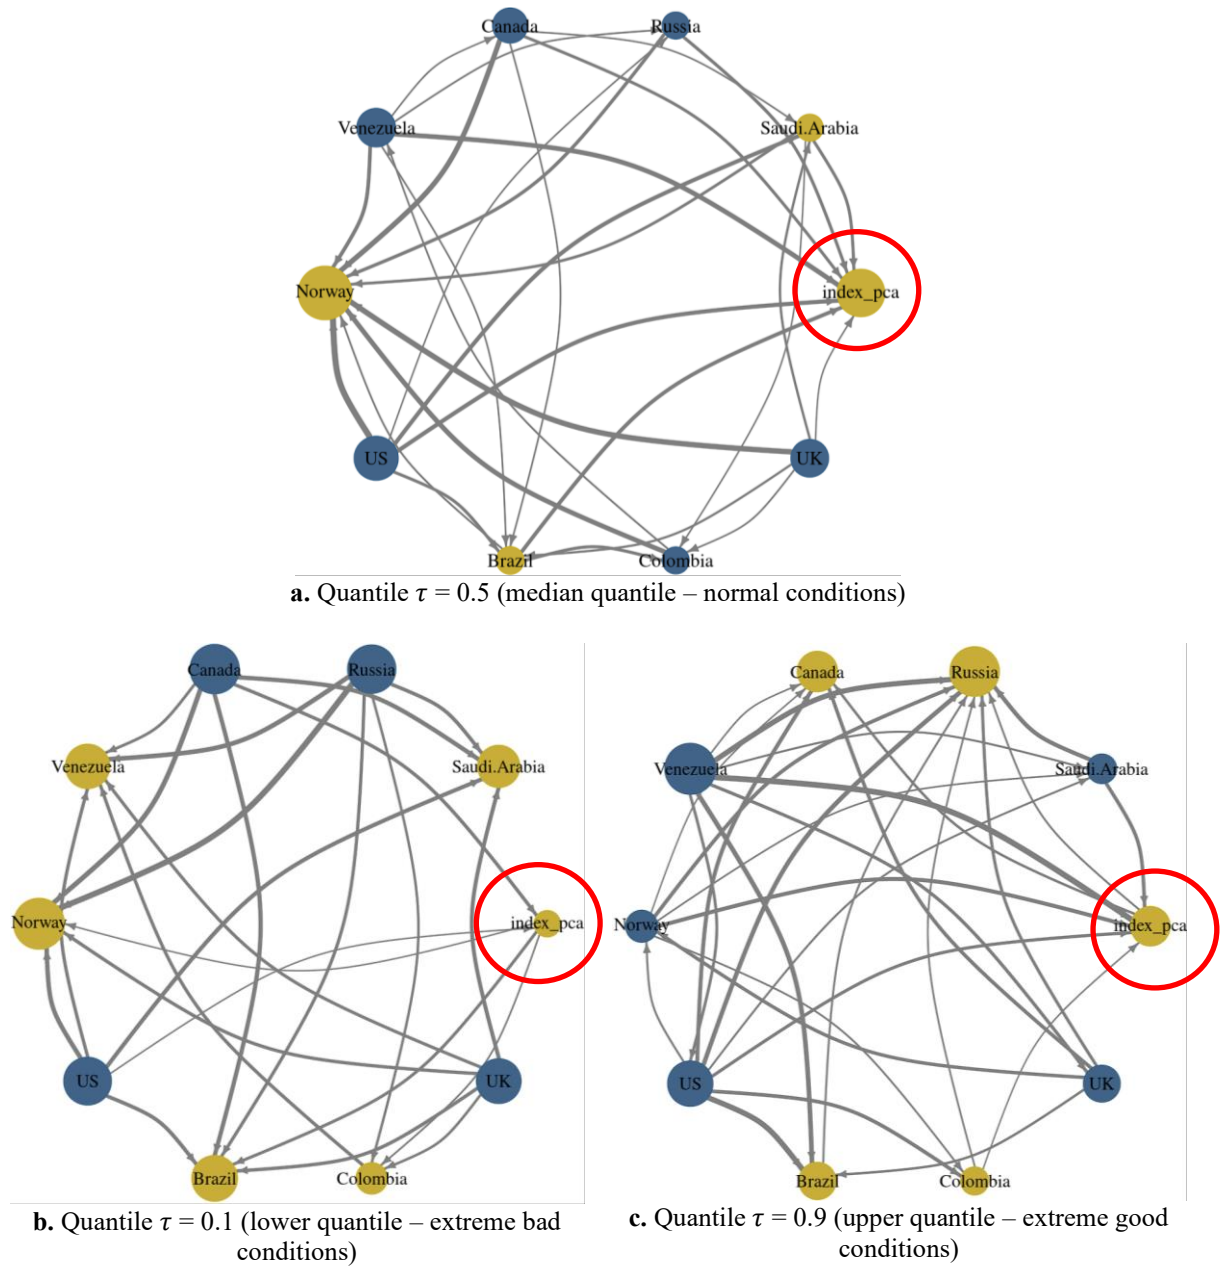 Canada
Russia
Venezuela
Saudi.Arabia
Norway
index_pca
US
UK
Brazil
Colombia
a. Quantile τ = 0.5 (median quantile – normal conditions)
Canada
Russia
Venezuela
Saudi.Arabia
Norway
index_pca
US
UK
Brazil
Colombia
b. Quantile τ = 0.1 (lower quantile – extreme bad
conditions)
Canada
Russia
Venezuela
Saudi.Arabia
Norway
index_pca
US
UK
Brazil
Colombia
c. Quantile τ = 0.9 (upper quantile – extreme good
conditions)